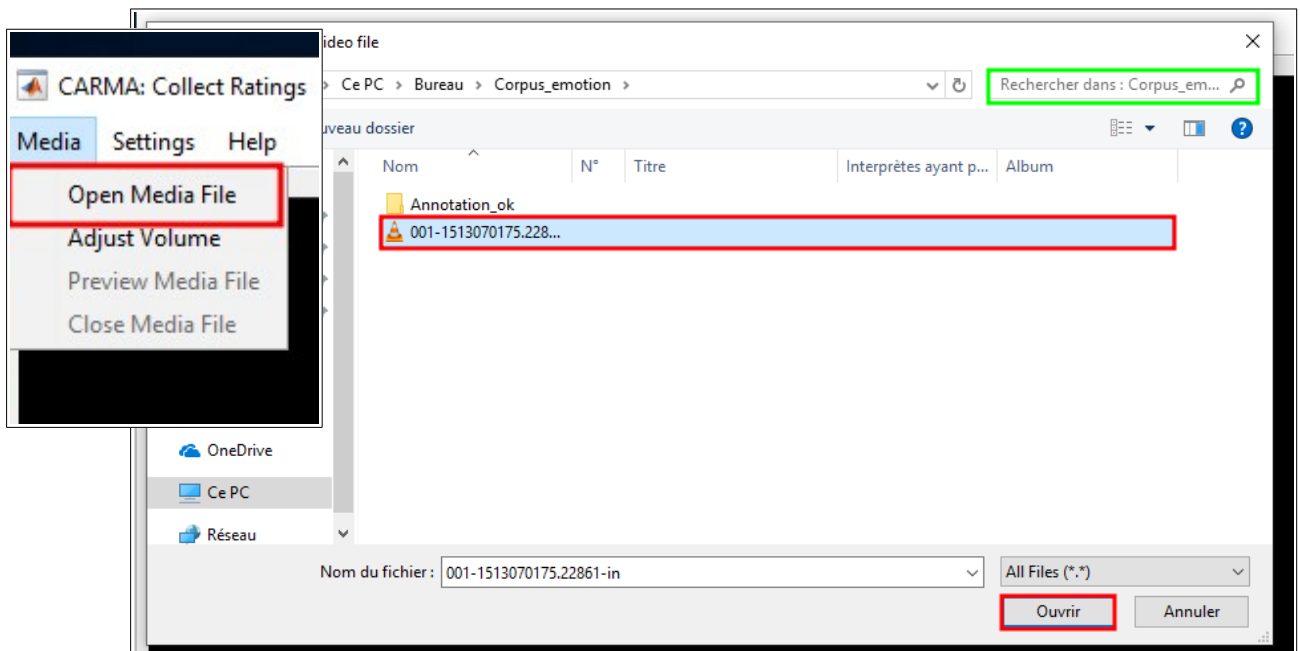 CARMA: Collect Ratings
Media Settings Help
Open Media File
Adjust Volume
Preview Media File
Close Media File
ideo file
Ce PC > Bureau > Corpus_emotion >
Rechercher dans : Corpus_em...
uveau dossier
Nom N° Titre Interprètes ayant p... Album
Annotation_ok
001-1513070175.228...
OneDrive
Ce PC
Réseau
Nom du fichier : 001-1513070175.22861-in
All Files (*.*)
Ouvrir Annuler